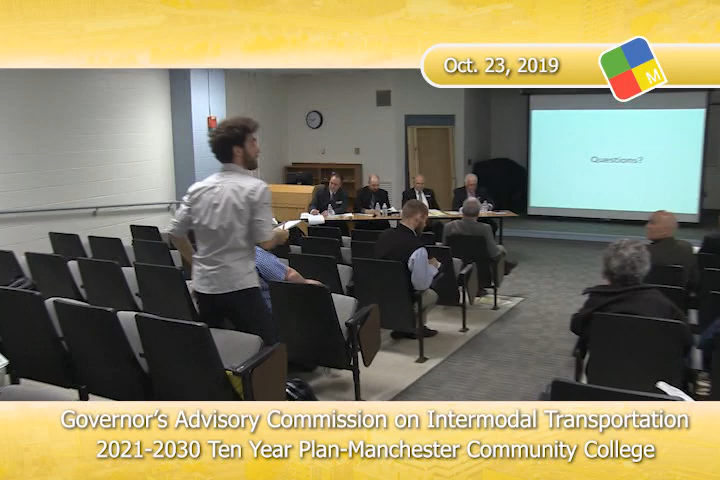 Oct. 23, 2019
M
Questions?
Governor's Advisory Commission on Intermodal Transportation
2021-2030 Ten Year Plan-Manchester Community College